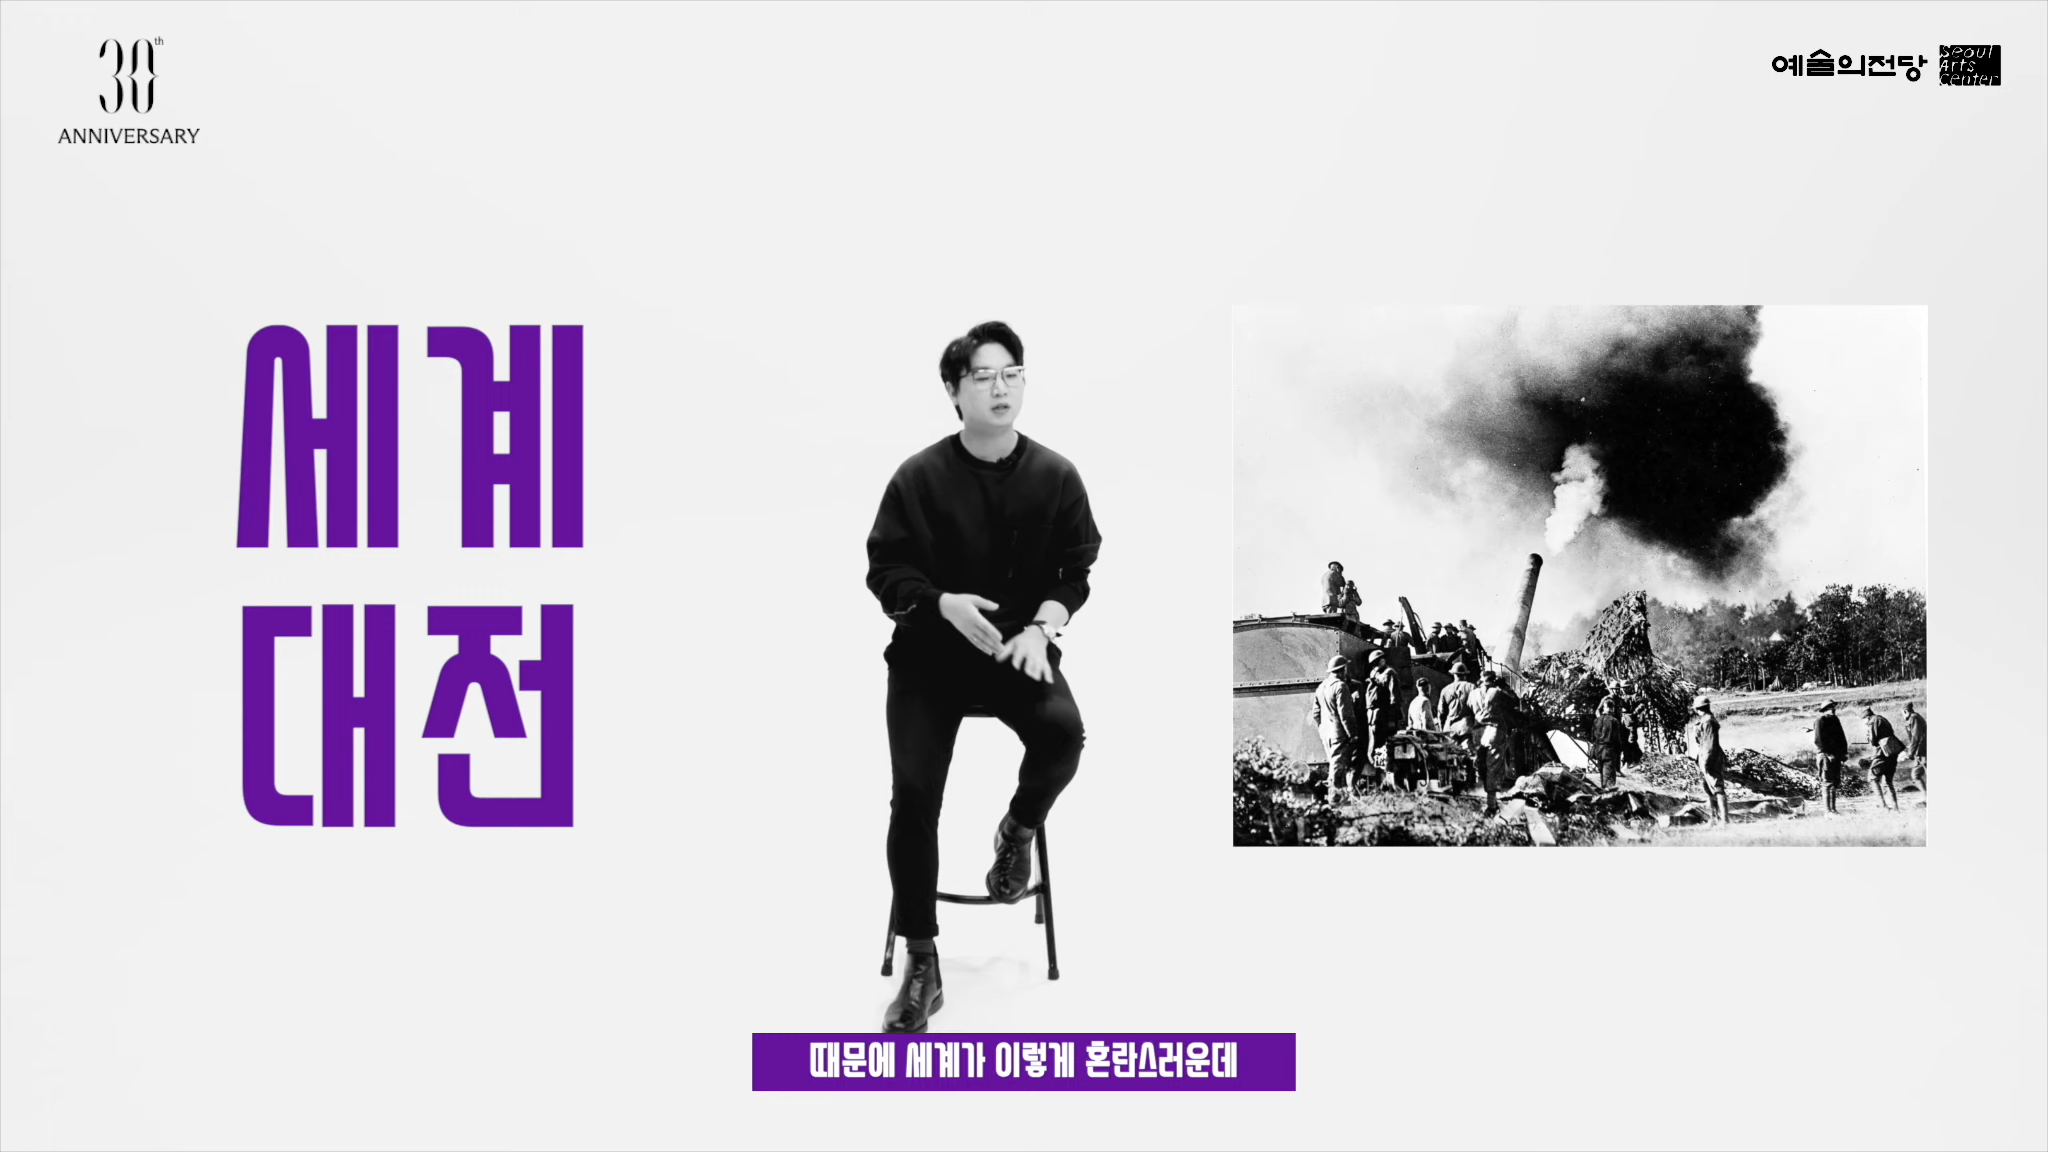 30th
ANNIVERSARY
예술의전당
Seoul
Arts
Center
세계
대전
때문에 세계가 이렇게 혼란스러운데